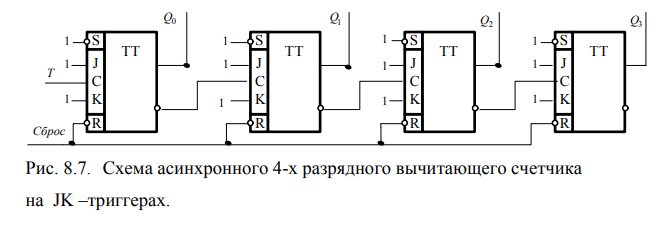 Q0 Q1 Q2 Q3
1 S TT 1 S TT 1 S TT 1 S TT
1 J 1 J 1 J 1 J
T C C C C
1 K 1 K 1 K 1 K
Сброс R R R R
Рис. 8.7. Схема асинхронного 4-х разрядного вычитающего счетчика
на JK –триггерах.